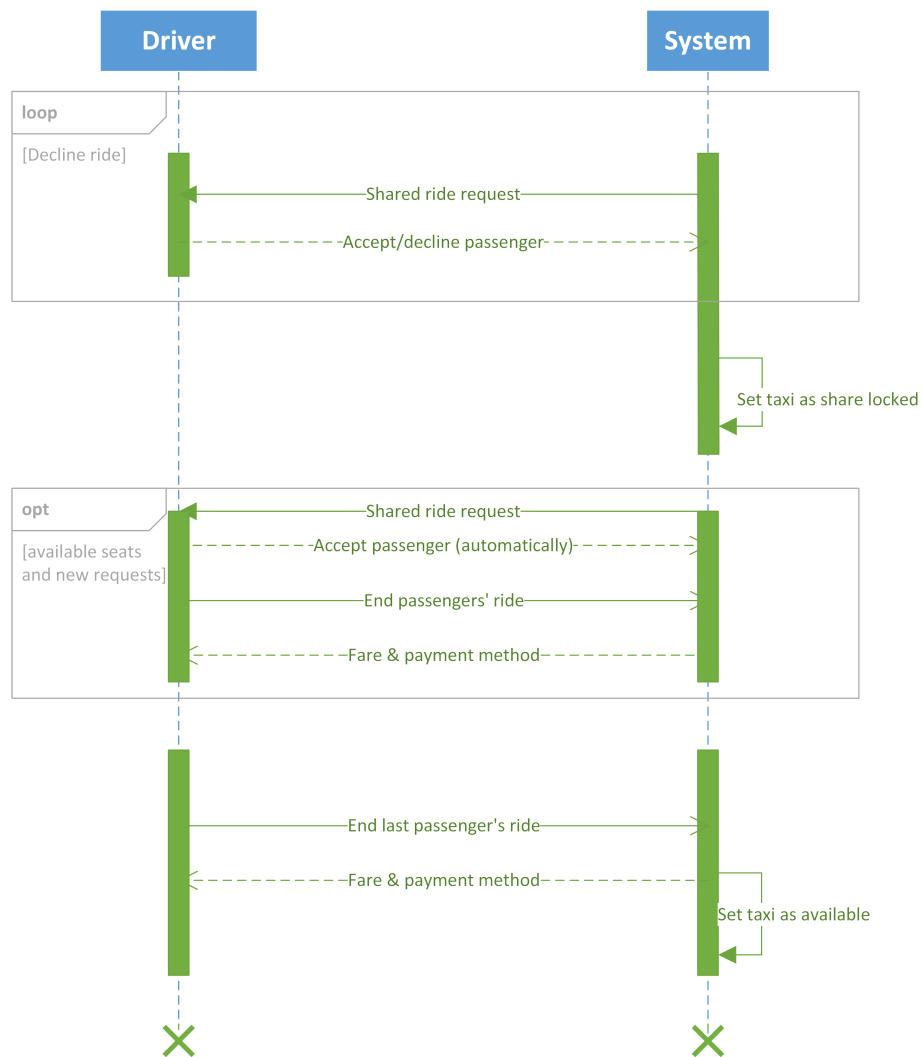 Driver
System
loop
[Decline ride]
Shared ride request
Accept/decline passenger
Set taxi as share locked
opt
Shared ride request
[available seats
and new requests]
Accept passenger (automatically)
End passengers' ride
Fare & payment method
End last passenger's ride
Fare & payment method
Set taxi as available